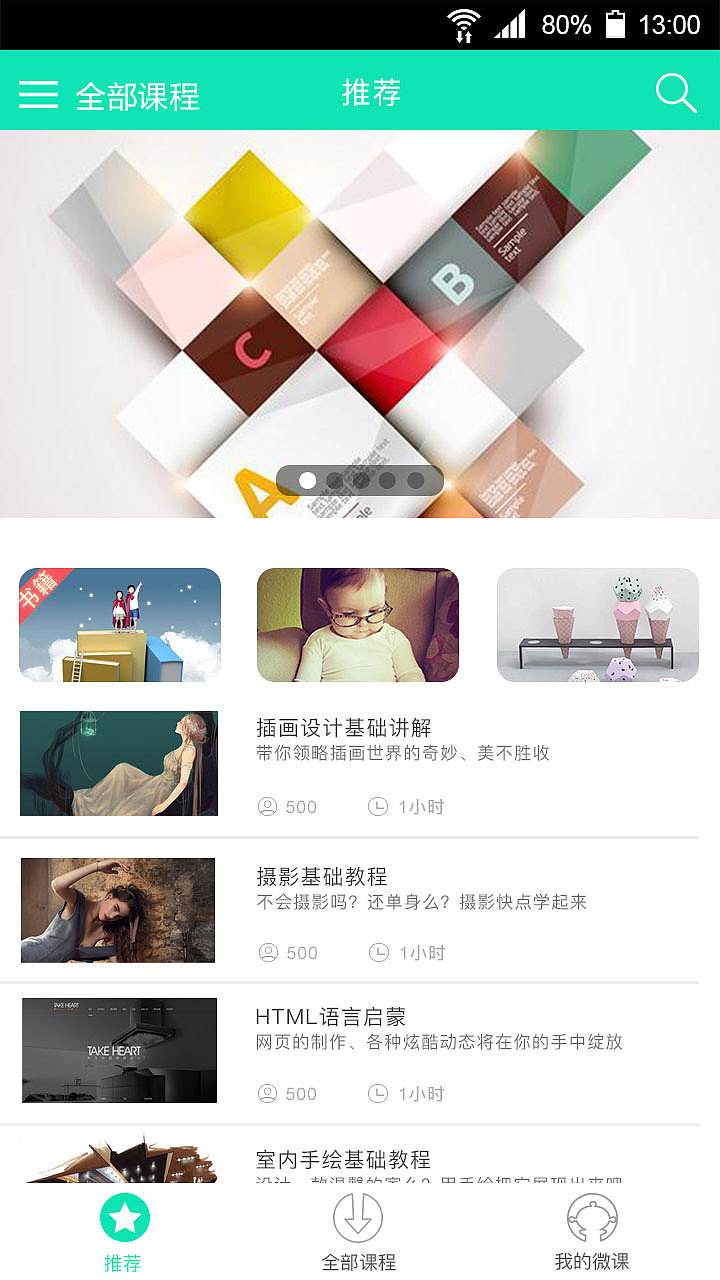 80% 13:00
全部课程 推荐
Sample text
B
C
A
书籍
插画设计基础讲解
带你领略插画世界的奇妙、美不胜收
500 1小时
摄影基础教程
不会摄影吗？还单身么？摄影快点学起来
500 1小时
TAKE HEART
TAKE HEART
HTML语言启蒙
网页的制作、各种炫酷动态将在你的手中绽放
500 1小时
室内手绘基础教程
推荐 全部课程 我的微课